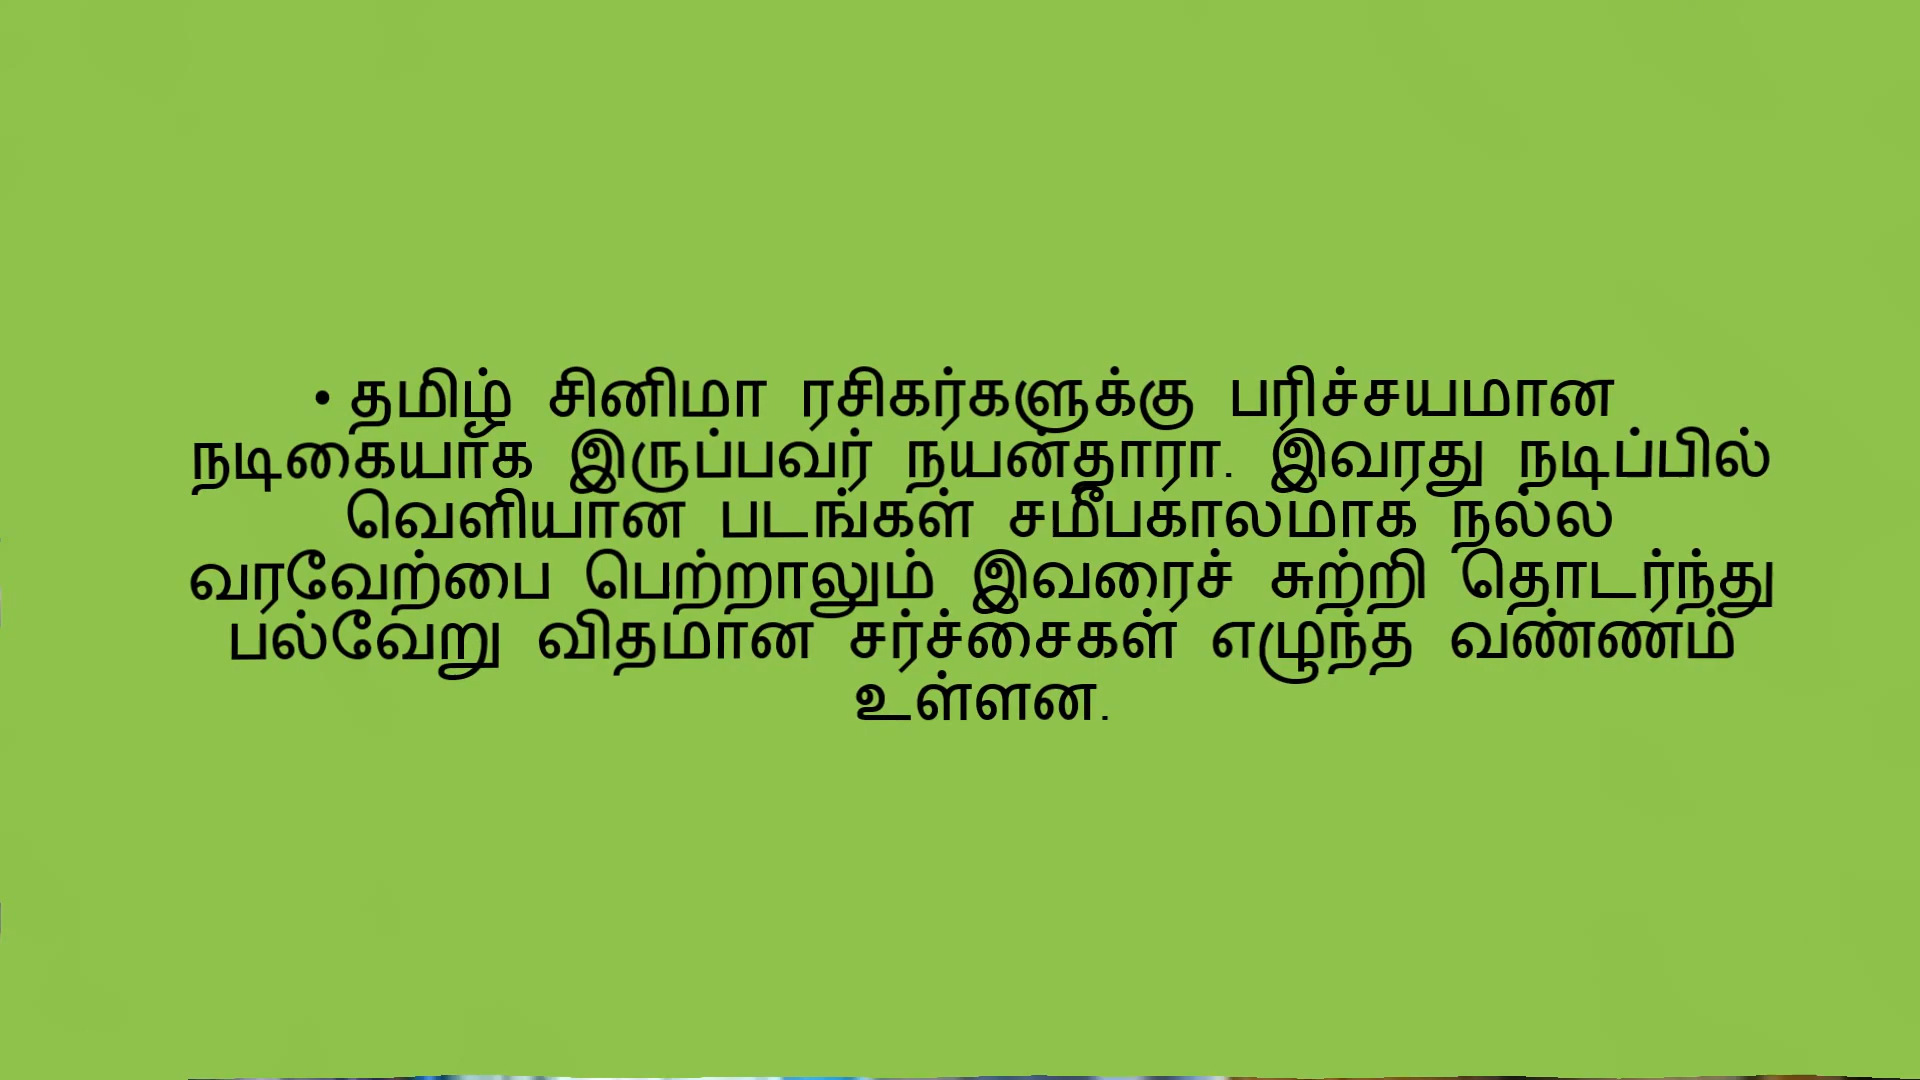 • தமிழ் சினிமா ரசிகர்களுக்கு பரிச்சயமான
நடிகையாக இருப்பவர் நயன்தாரா. இவரது நடிப்பில்
வெளியான படங்கள் சமீபகாலமாக நல்ல
வரவேற்பை பெற்றாலும் இவரைச் சுற்றி தொடர்ந்து
பல்வேறு விதமான சர்ச்சைகள் எழுந்த வண்ணம்
உள்ளன.